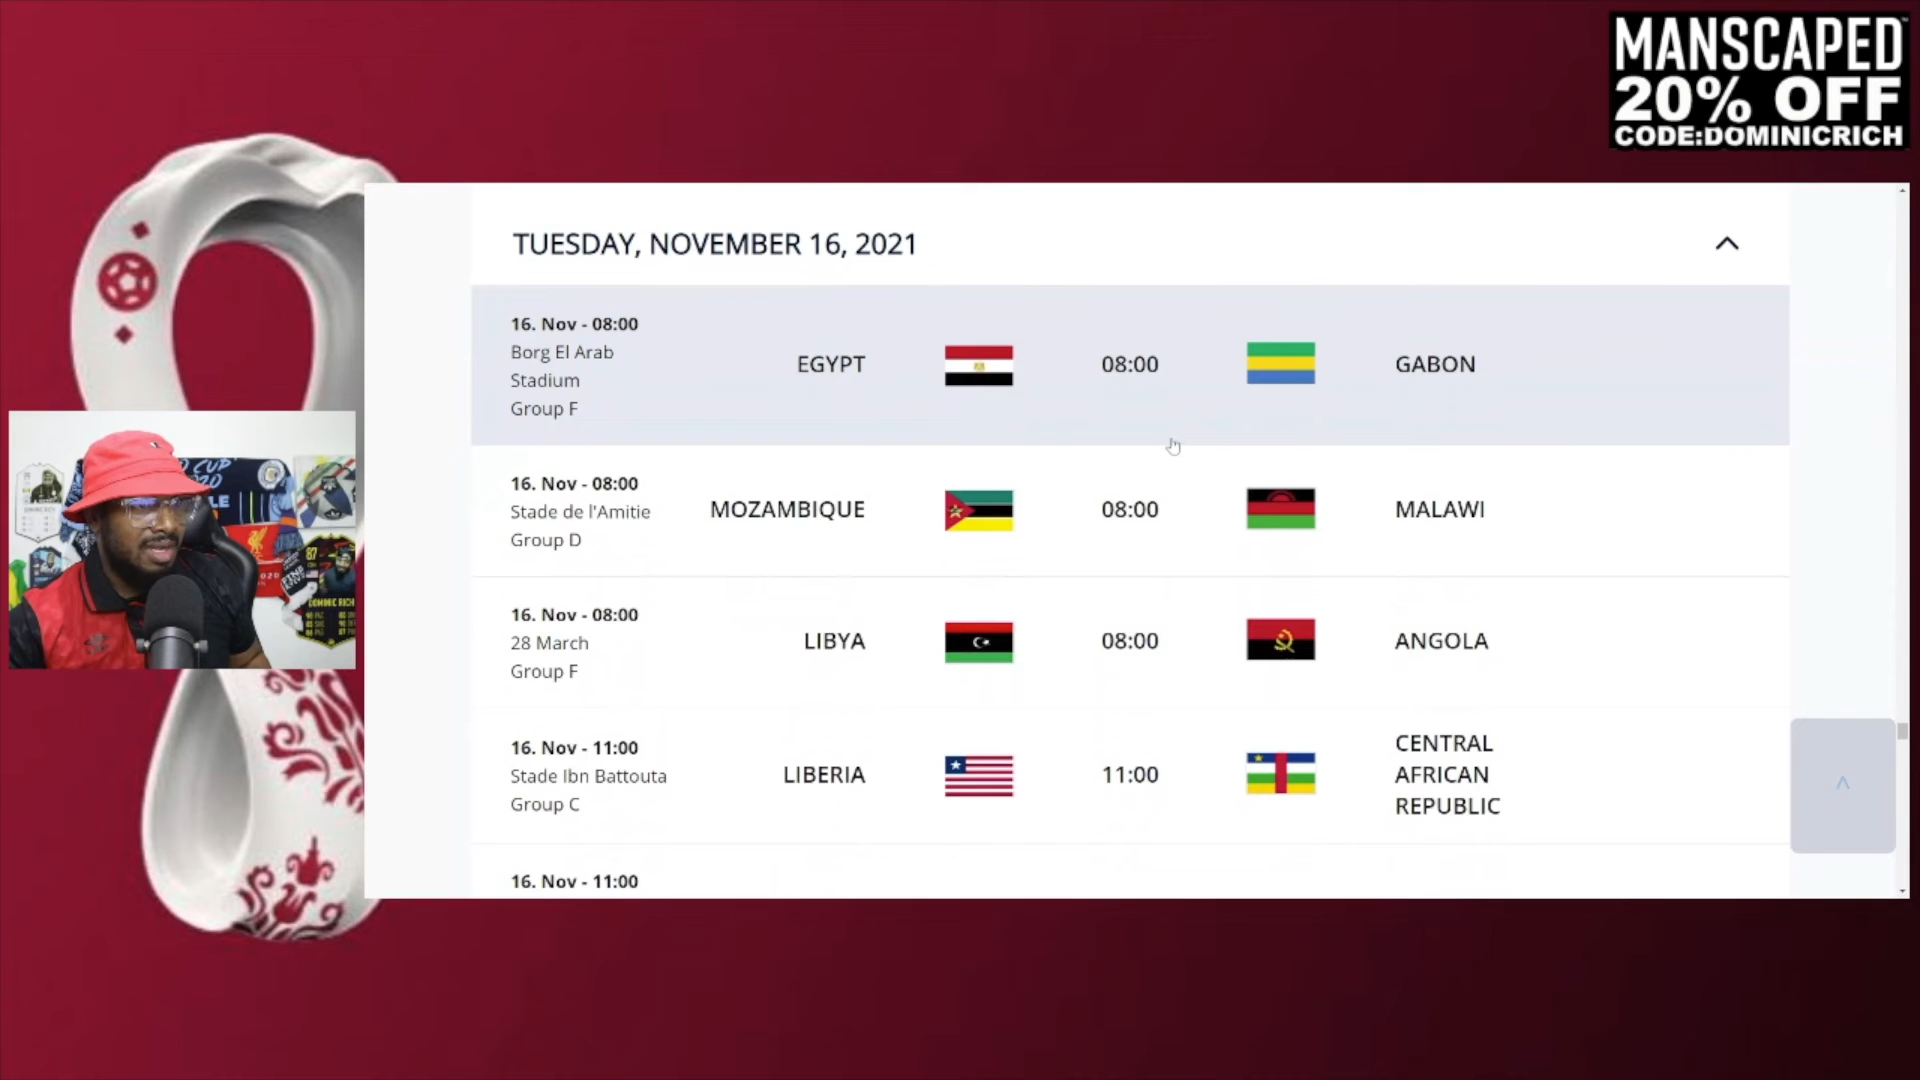 MANSCAPED
20% OFF
CODE:DOMINICRICH
TUESDAY, NOVEMBER 16, 2021
16. Nov - 08:00
Borg El Arab
Stadium
Group F
EGYPT
08:00
GABON
16. Nov - 08:00
Stade de l'Amitie
Group D
MOZAMBIQUE
08:00
MALAWI
16. Nov - 08:00
28 March
Group F
LIBYA
08:00
ANGOLA
16. Nov - 11:00
Stade Ibn Battouta
Group C
LIBERIA
11:00
CENTRAL
AFRICAN
REPUBLIC
16. Nov - 11:00
87
DOMINIC RICH